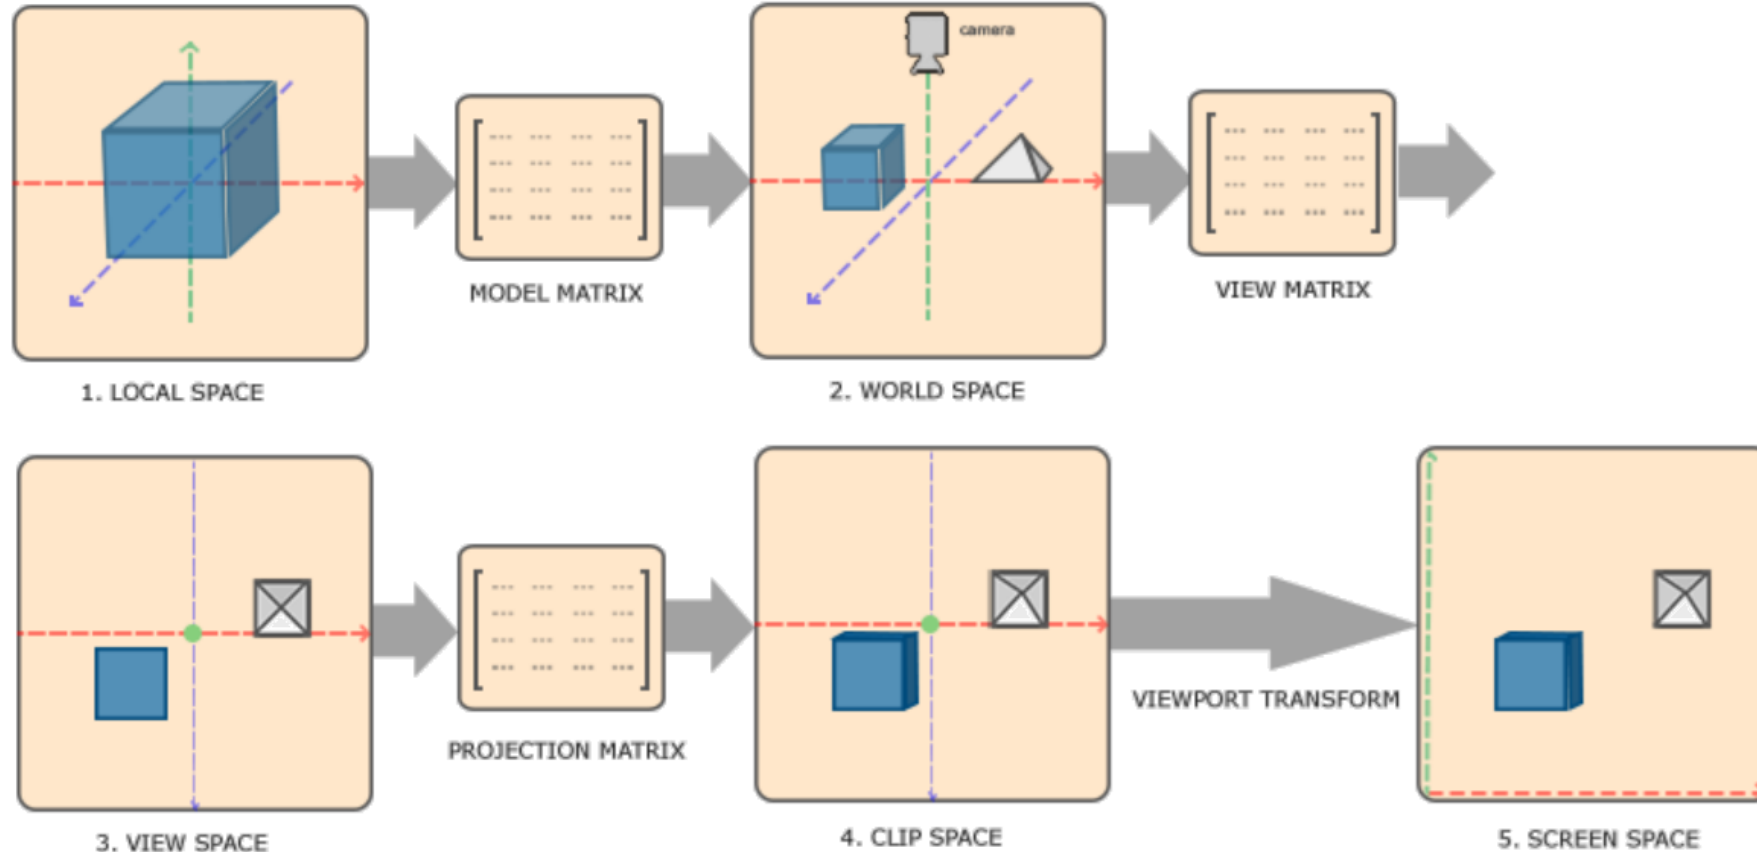 camera
MODEL MATRIX
VIEW MATRIX
1. LOCAL SPACE
2. WORLD SPACE
VIEWPORT TRANSFORM
PROJECTION MATRIX
3. VIEW SPACE
4. CLIP SPACE
5. SCREEN SPACE